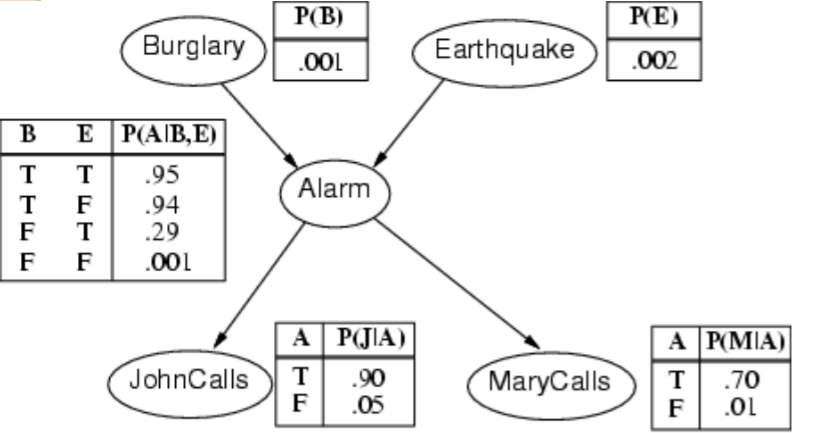 Burglary
P(B)
.001
Earthquake
P(E)
.002
B E P(A|B,E)
T T .95
T F .94
F T .29
F F .001
Alarm
JohnCalls
A P(J|A)
T .90
F .05
MaryCalls
A P(M|A)
T .70
F .01